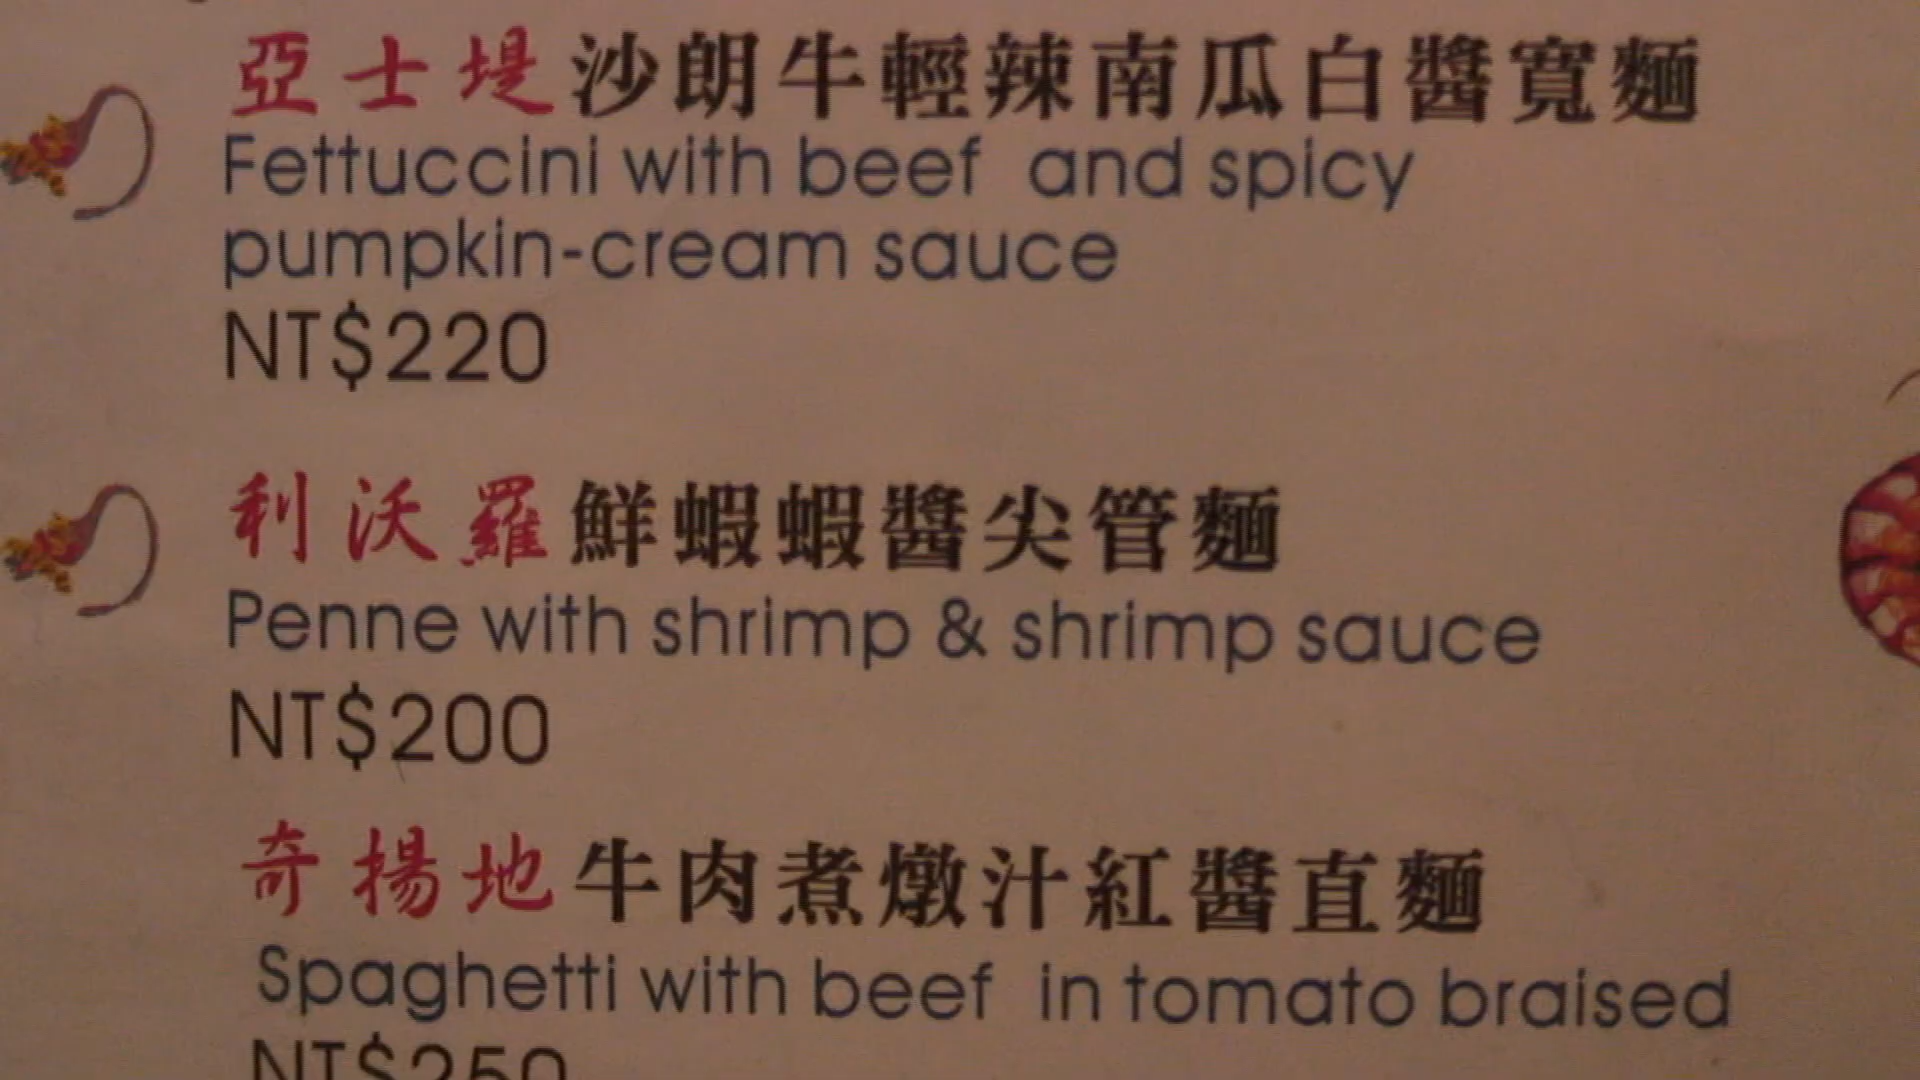 亞士堤沙朗牛輕辣南瓜白醬寬麵
Fettuccini with beef and spicy
pumpkin-cream sauce
NT$220
利沃羅鮮蝦蝦醬尖管麵
Penne with shrimp & shrimp sauce
NT$200
奇揚地牛肉煮燉汁紅醬直麵
Spaghetti with beef in tomato braised
NT$250